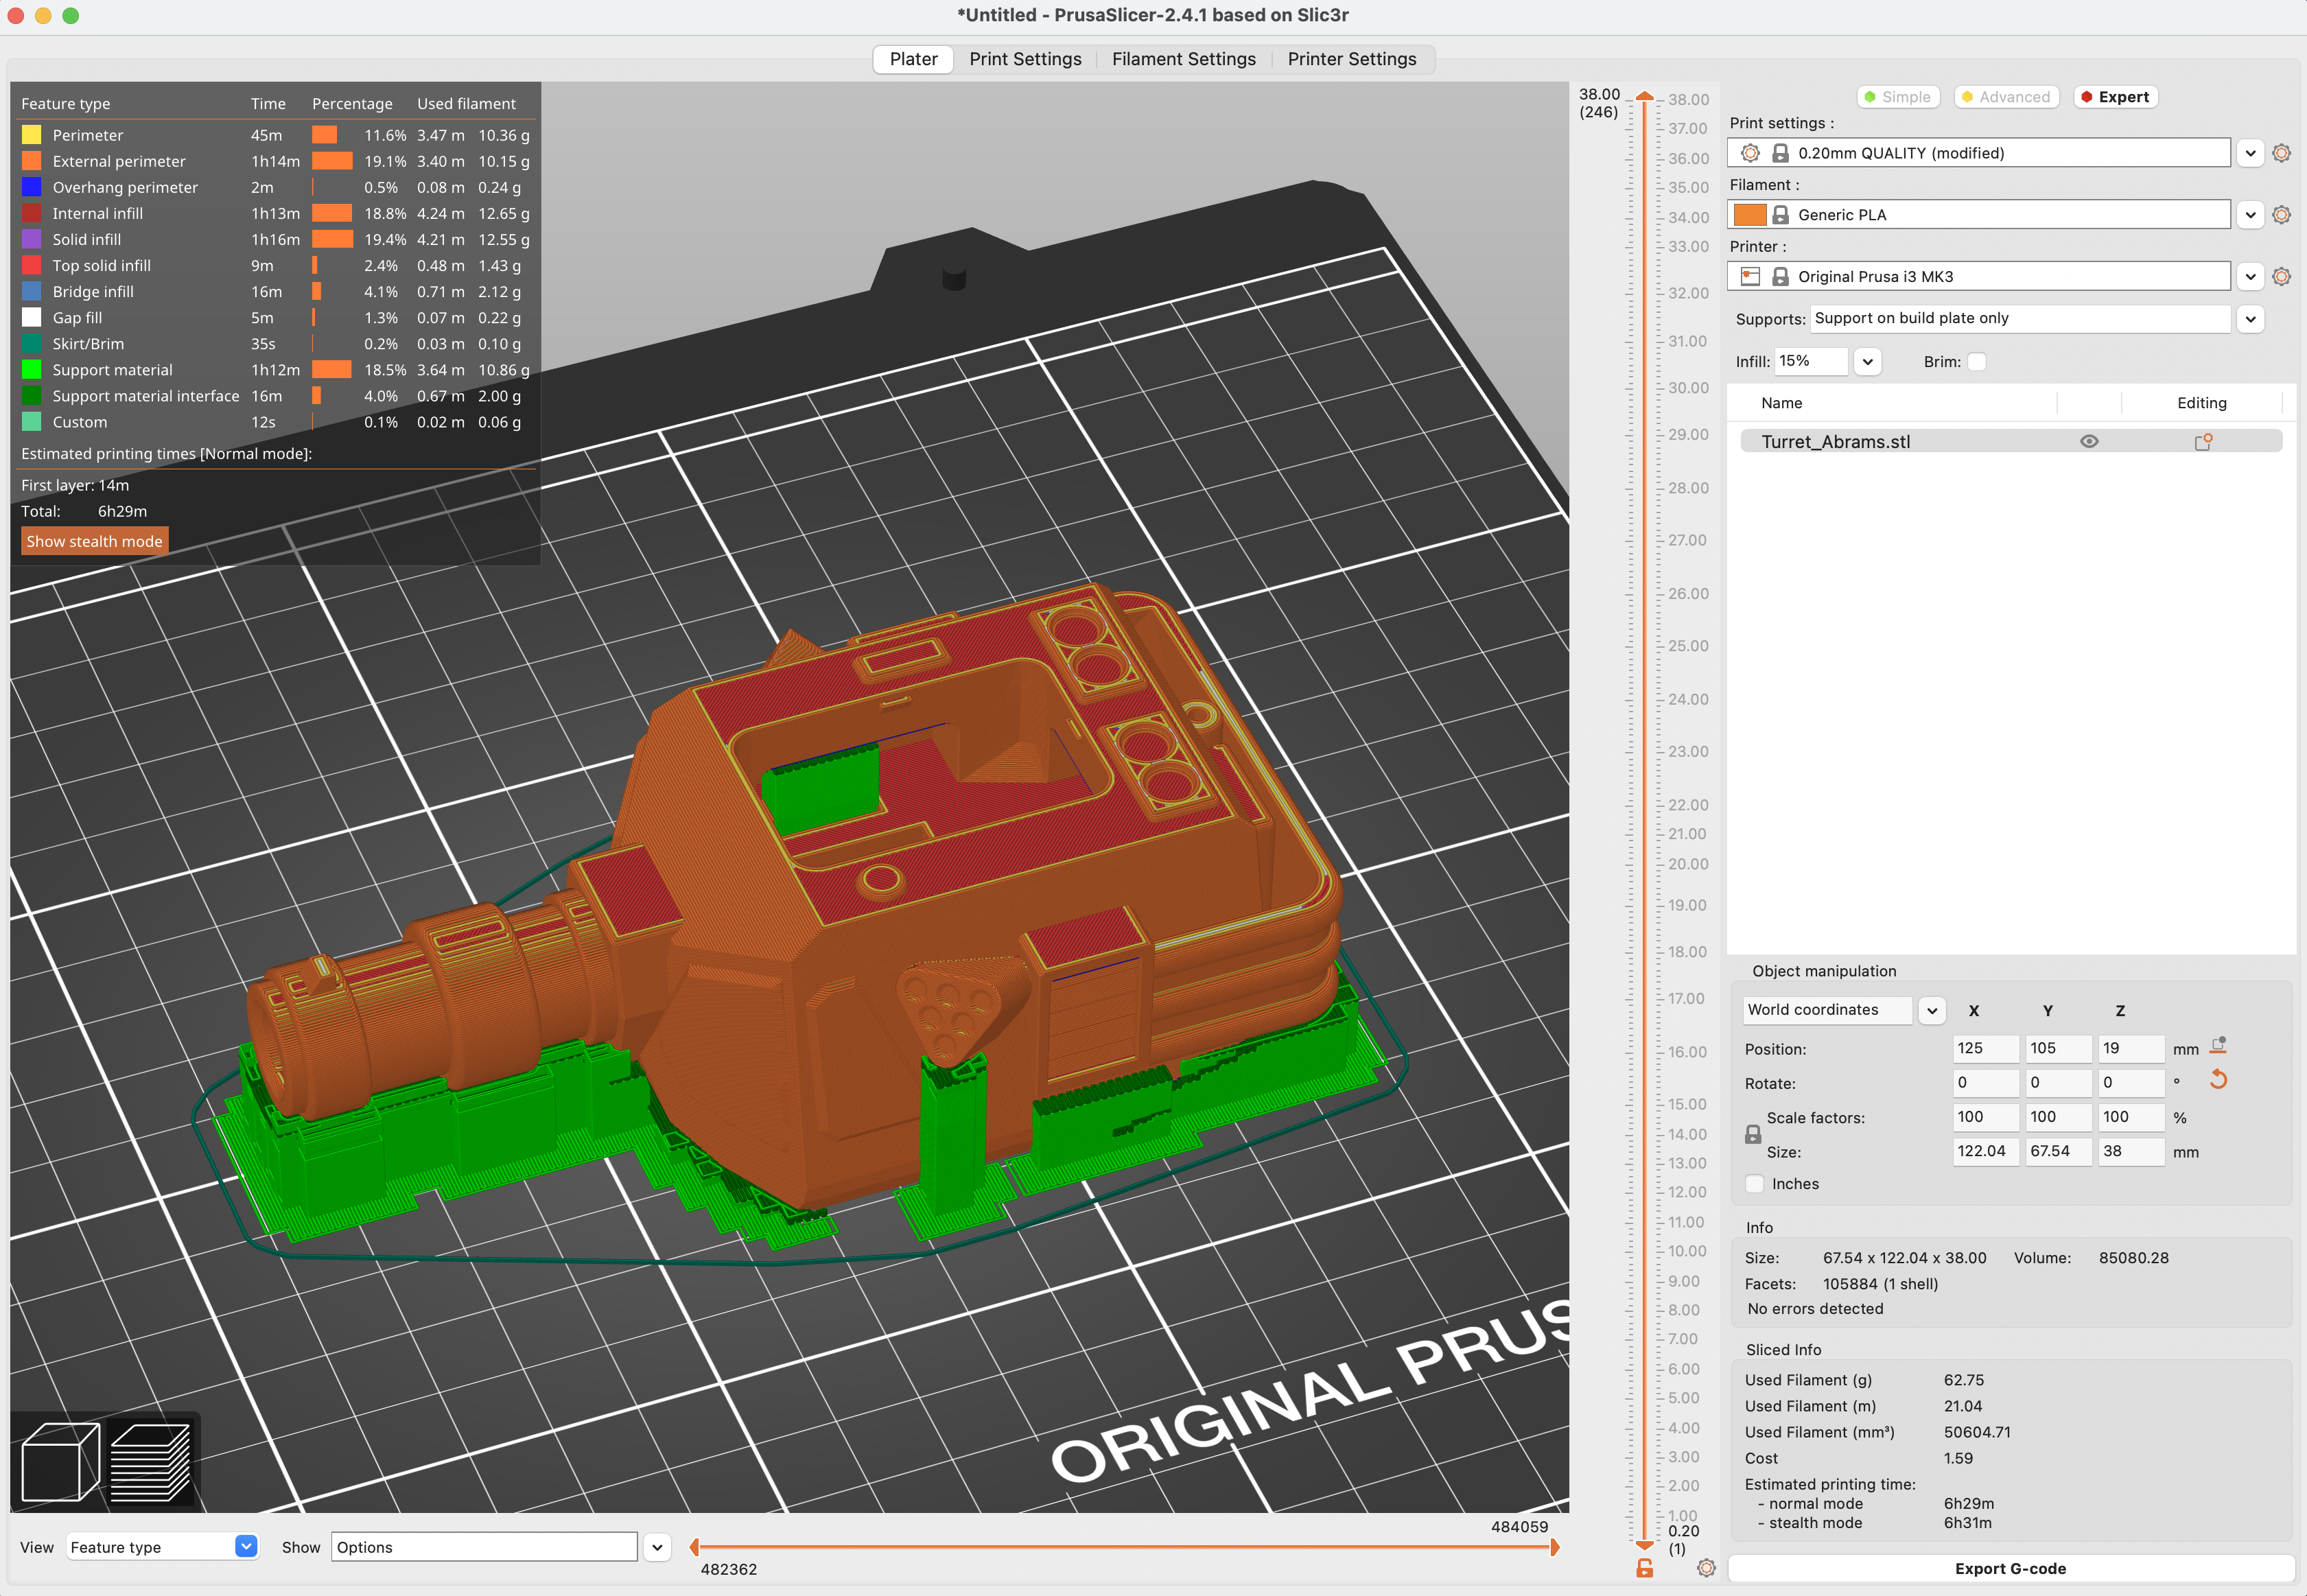 *Untitled - PrusaSlicer-2.4.1 based on Slic3r
Plater Print Settings Filament Settings Printer Settings
Feature type Time Percentage Used filament
Perimeter 45m 11.6% 3.47 m 10.36 g
External perimeter 1h14m 19.1% 3.40 m 10.15 g
Overhang perimeter 2m 0.5% 0.08 m 0.24 g
Internal infill 1h13m 18.8% 4.24 m 12.65 g
Solid infill 1h16m 19.4% 4.21 m 12.55 g
Top solid infill 9m 2.4% 0.48 m 1.43 g
Bridge infill 16m 4.1% 0.71 m 2.12 g
Gap fill 5m 1.3% 0.07 m 0.22 g
Skirt/Brim 35s 0.2% 0.03 m 0.10 g
Support material 1h12m 18.5% 3.64 m 10.86 g
Support material interface 16m 4.0% 0.67 m 2.00 g
Custom 12s 0.1% 0.02 m 0.06 g
Estimated printing times [Normal mode]:
First layer: 14m
Total: 6h29m
Show stealth mode
ORIGINAL PRUS
View Feature type Show Options
482362
484059
38.00
(246)
38.00
37.00
36.00
35.00
34.00
33.00
32.00
31.00
30.00
29.00
28.00
27.00
26.00
25.00
24.00
23.00
22.00
21.00
20.00
19.00
18.00
17.00
16.00
15.00
14.00
13.00
12.00
11.00
10.00
9.00
8.00
7.00
6.00
5.00
4.00
3.00
2.00
1.00
0.20
(1)
Simple Advanced Expert
Print settings :
0.20mm QUALITY (modified)
Filament :
Generic PLA
Printer :
Original Prusa i3 MK3
Supports: Support on build plate only
Infill: 15% Brim:
Name Editing
Turret_Abrams.stl
Object manipulation
World coordinates X Y Z
Position: 125 105 19 mm
Rotate: 0 0 0 °
Scale factors: 100 100 100 %
Size: 122.04 67.54 38 mm
Inches
Info
Size: 67.54 x 122.04 x 38.00 Volume: 85080.28
Facets: 105884 (1 shell)
No errors detected
Sliced Info
Used Filament (g) 62.75
Used Filament (m) 21.04
Used Filament (mm³) 50604.71
Cost 1.59
Estimated printing time:
- normal mode 6h29m
- stealth mode 6h31m
Export G-code